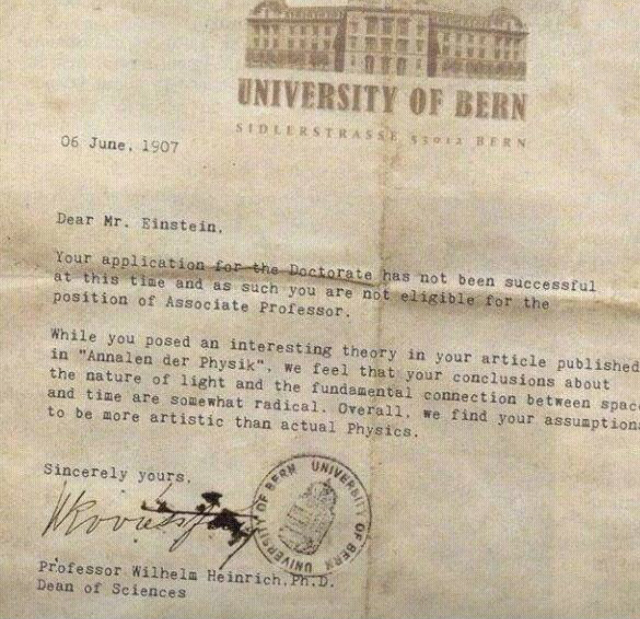 UNIVERSITY OF BERN
SIDLERSTRASSE 53012 BERN
06 June, 1907
Dear Mr. Einstein,
Your application for the Doctorate has not been successful
at this time and as such you are not eligible for the
position of Associate Professor.
While you posed an interesting theory in your article published
in "Annalen der Physik", we feel that your conclusions about
the nature of light and the fundamental connection between space
and time are somewhat radical. Overall, we find your assumptions
to be more artistic than actual Physics.
Sincerely yours,
UNIVERSITY OF BERN UNIVERSITY OF BERN
Professor Wilhelm Heinrich, Ph.D.
Dean of Sciences